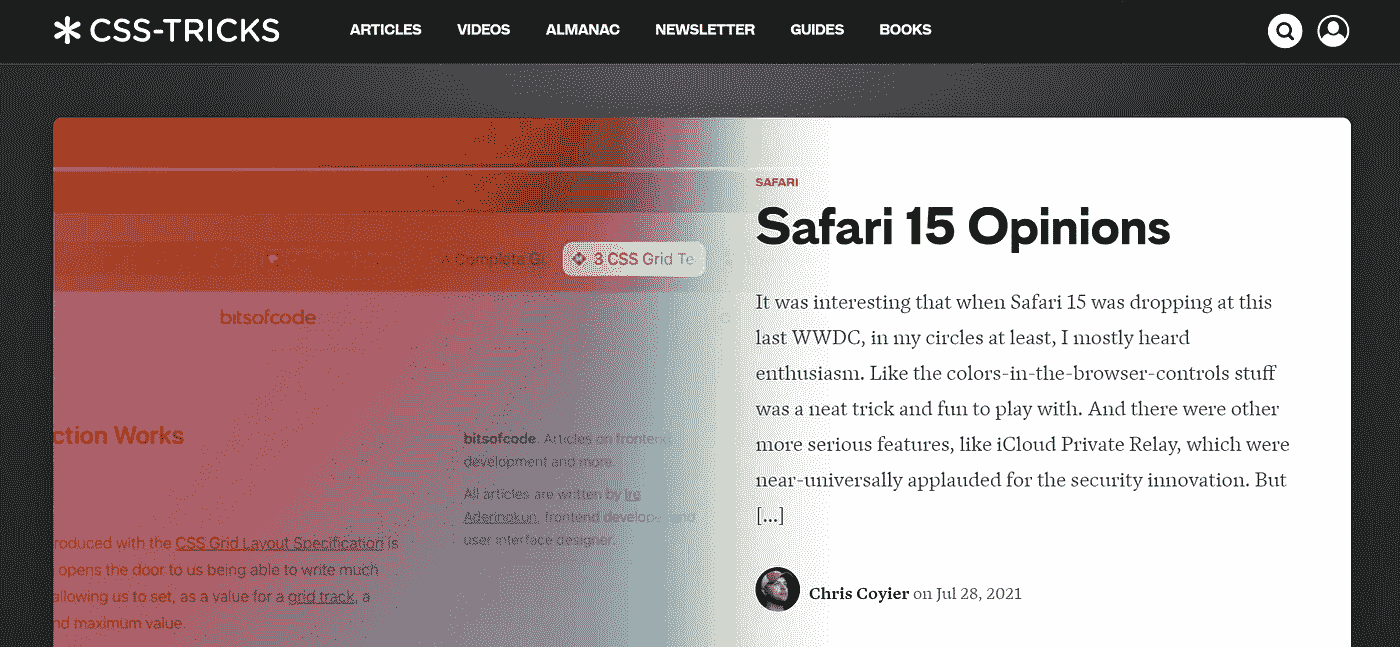 CSS-TRICKS
ARTICLES VIDEOS ALMANAC NEWSLETTER GUIDES BOOKS
A Complete Gr
3 CSS Grid Te
bitsofcode
ction Works
bitsofcode. Articles on fronten
development and more.
All articles are written by Ire
Aderinokun, frontend develop and
user interface designer.
roduced with the CSS Grid Layout Specification is
opens the door to us being able to write much
allowing us to set, as a value for a grid track, a
nd maximum value.
SAFARI
Safari 15 Opinions
It was interesting that when Safari 15 was dropping at this
last WWDC, in my circles at least, I mostly heard
enthusiasm. Like the colors-in-the-browser-controls stuff
was a neat trick and fun to play with. And there were other
more serious features, like iCloud Private Relay, which were
near-universally applauded for the security innovation. But
[...]
Chris Coyier on Jul 28, 2021